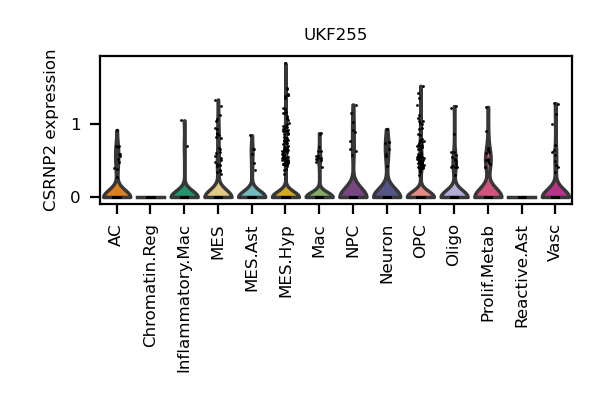 UKF255
CSRNP2 expression
1
0
AC
Chromatin.Reg
Inflammatory.Mac
MES
MES.Ast
MES.Hyp
Mac
NPC
Neuron
OPC
Oligo
Prolif.Metab
Reactive.Ast
Vasc